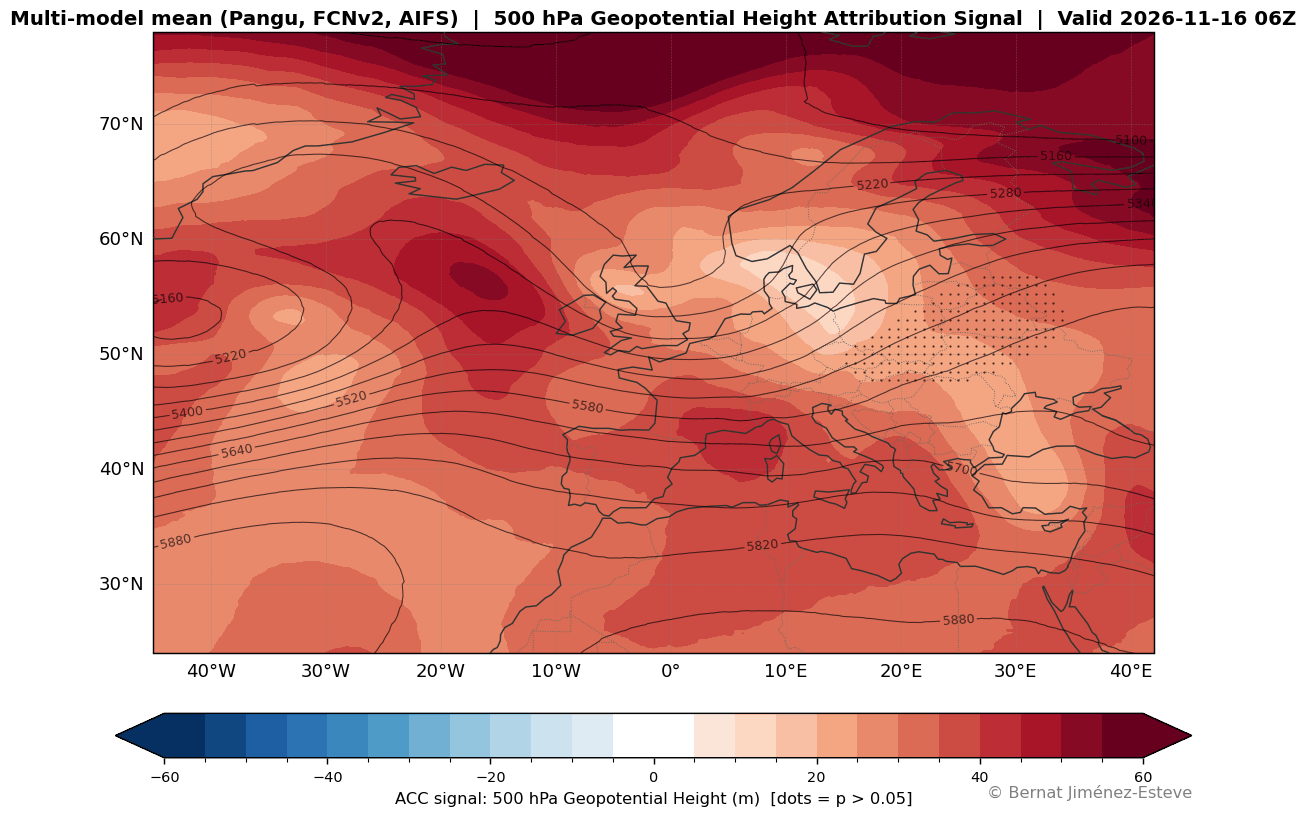 Multi-model mean (Pangu, FCNv2, AIFS) | 500 hPa Geopotential Height Attribution Signal | Valid 2026-11-16 06Z
70°N
60°N
50°N
40°N
30°N
5100
5160
5220
5280
5340
5160
5220
5400
5520
5580
5640
5700
5820
5880
5880
40°W 30°W 20°W 10°W 0° 10°E 20°E 30°E 40°E
−60 −40 −20 0 20 40 60
ACC signal: 500 hPa Geopotential Height (m) [dots = p > 0.05]
© Bernat Jiménez-Esteve